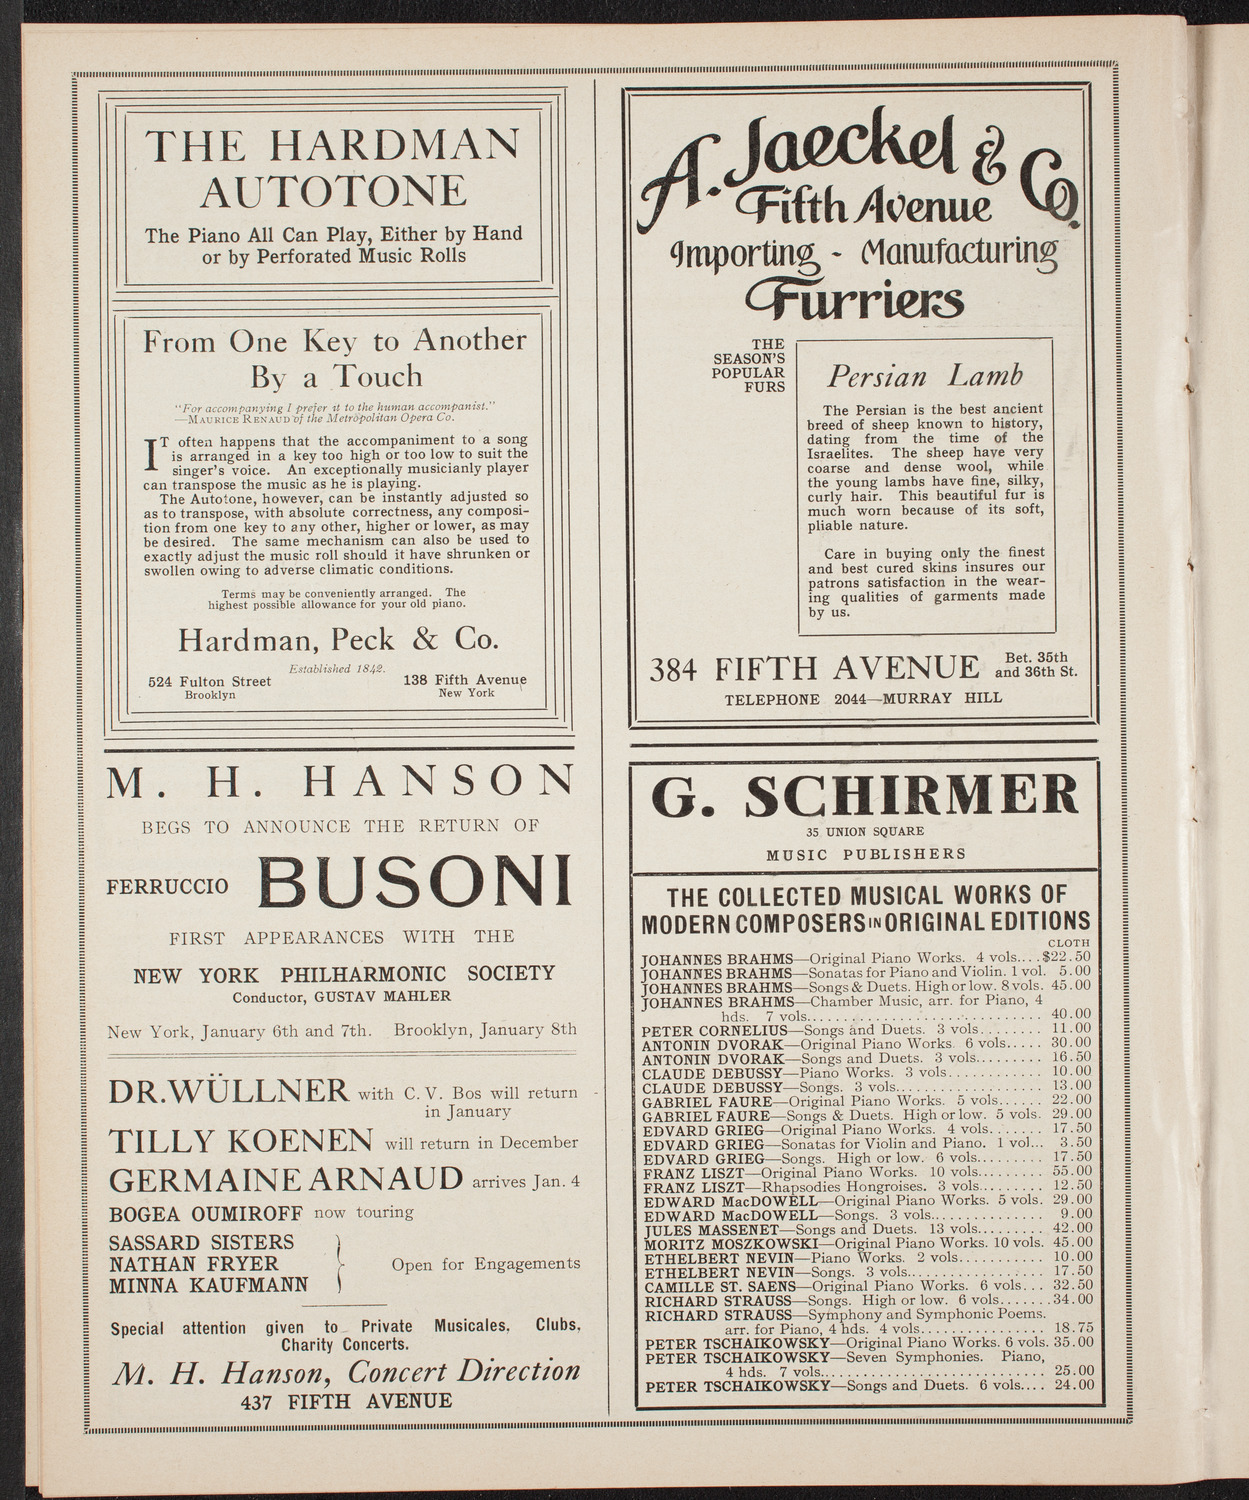 THE HARDMAN
AUTOTONE
The Piano All Can Play, Either by Hand
or by Perforated Music Rolls
From One Key to Another
By a Touch
"For accompanying I prefer it to the human accompanist."
—MAURICE RENAUD of the Metropolitan Opera Co.
IT often happens that the accompaniment to a song
is arranged in a key too high or too low to suit the
singer's voice. An exceptionally musicianly player
can transpose the music as he is playing.
The Autotone, however, can be instantly adjusted so
as to transpose, with absolute correctness, any composi-
tion from one key to any other, higher or lower, as may
be desired. The same mechanism can also be used to
exactly adjust the music roll should it have shrunken or
swollen owing to adverse climatic conditions.
Terms may be conveniently arranged. The
highest possible allowance for your old piano.
Hardman, Peck & Co.
Established 1842.
524 Fulton Street 138 Fifth Avenue
Brooklyn New York
M. H. HANSON
BEGS TO ANNOUNCE THE RETURN OF
FERRUCCIO BUSONI
FIRST APPEARANCES WITH THE
NEW YORK PHILHARMONIC SOCIETY
Conductor, GUSTAV MAHLER
New York, January 6th and 7th. Brooklyn, January 8th
DR. WÜLLNER with C. V. Bos will return
in January
TILLY KOENEN will return in December
GERMAINE ARNAUD arrives Jan. 4
BOGEA OUMIROFF now touring
SASSARD SISTERS
NATHAN FRYER Open for Engagements
MINNA KAUFMANN
Special attention given to Private Musicales, Clubs,
Charity Concerts.
M. H. Hanson, Concert Direction
437 FIFTH AVENUE
A. Jaeckel & Co.
Fifth Avenue
Importing - Manufacturing
Furriers
THE
SEASON'S
POPULAR
FURS
Persian Lamb
The Persian is the best ancient
breed of sheep known to history,
dating from the time of the
Israelites. The sheep have very
coarse and dense wool, while
the young lambs have fine, silky,
curly hair. This beautiful fur is
much worn because of its soft,
pliable nature.
Care in buying only the finest
and best cured skins insures our
patrons satisfaction in the wear-
ing qualities of garments made
by us.
384 FIFTH AVENUE Bet. 35th
and 36th St.
TELEPHONE 2044—MURRAY HILL
G. SCHIRMER
35 UNION SQUARE
MUSIC PUBLISHERS
THE COLLECTED MUSICAL WORKS OF
MODERN COMPOSERS IN ORIGINAL EDITIONS
CLOTH
JOHANNES BRAHMS—Original Piano Works. 4 vols....$22.50
JOHANNES BRAHMS—Sonatas for Piano and Violin. 1 vol. 5.00
JOHANNES BRAHMS—Songs & Duets. High or low. 8 vols. 45.00
JOHANNES BRAHMS—Chamber Music, arr. for Piano, 4
hds. 7 vols.............................. 40.00
PETER CORNELIUS—Songs and Duets. 3 vols........ 11.00
ANTONIN DVORAK—Original Piano Works. 6 vols..... 30.00
ANTONIN DVORAK—Songs and Duets. 3 vols......... 16.50
CLAUDE DEBUSSY—Piano Works. 3 vols............ 10.00
CLAUDE DEBUSSY—Songs. 3 vols................... 13.00
GABRIEL FAURE—Original Piano Works. 5 vols...... 22.00
GABRIEL FAURE—Songs & Duets. High or low. 5 vols. 29.00
EDVARD GRIEG—Original Piano Works. 4 vols....... 17.50
EDVARD GRIEG—Sonatas for Violin and Piano. 1 vol... 3.50
EDVARD GRIEG—Songs. High or low. 6 vols......... 17.50
FRANZ LISZT—Original Piano Works. 10 vols........ 55.00
FRANZ LISZT—Rhapsodies Hongroises. 3 vols....... 12.50
EDWARD MacDOWELL—Original Piano Works. 5 vols. 29.00
EDWARD MacDOWELL—Songs. 3 vols............... 9.00
JULES MASSENET—Songs and Duets. 13 vols......... 42.00
MORITZ MOSZKOWSKI—Original Piano Works. 10 vols. 45.00
ETHELBERT NEVIN—Piano Works. 2 vols........... 10.00
ETHELBERT NEVIN—Songs. 3 vols................. 17.50
CAMILLE ST. SAENS—Original Piano Works. 6 vols... 32.50
RICHARD STRAUSS—Songs. High or low. 6 vols.......34.00
RICHARD STRAUSS—Symphony and Symphonic Poems.
arr. for Piano, 4 hds. 4 vols................ 18.75
PETER TSCHAIKOWSKY—Original Piano Works. 6 vols. 35.00
PETER TSCHAIKOWSKY—Seven Symphonies. Piano,
4 hds. 7 vols............................ 25.00
PETER TSCHAIKOWSKY—Songs and Duets. 6 vols.... 24.00